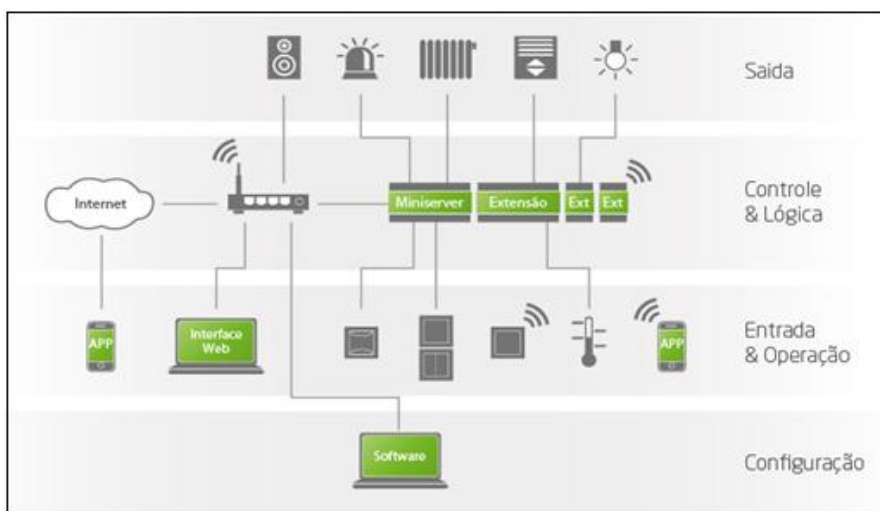 Saida
Internet
Miniserver
Extensão
Ext
Ext
Controle
& Lógica
APP
Interface
Web
APP
Entrada
& Operação
Software
Configuração